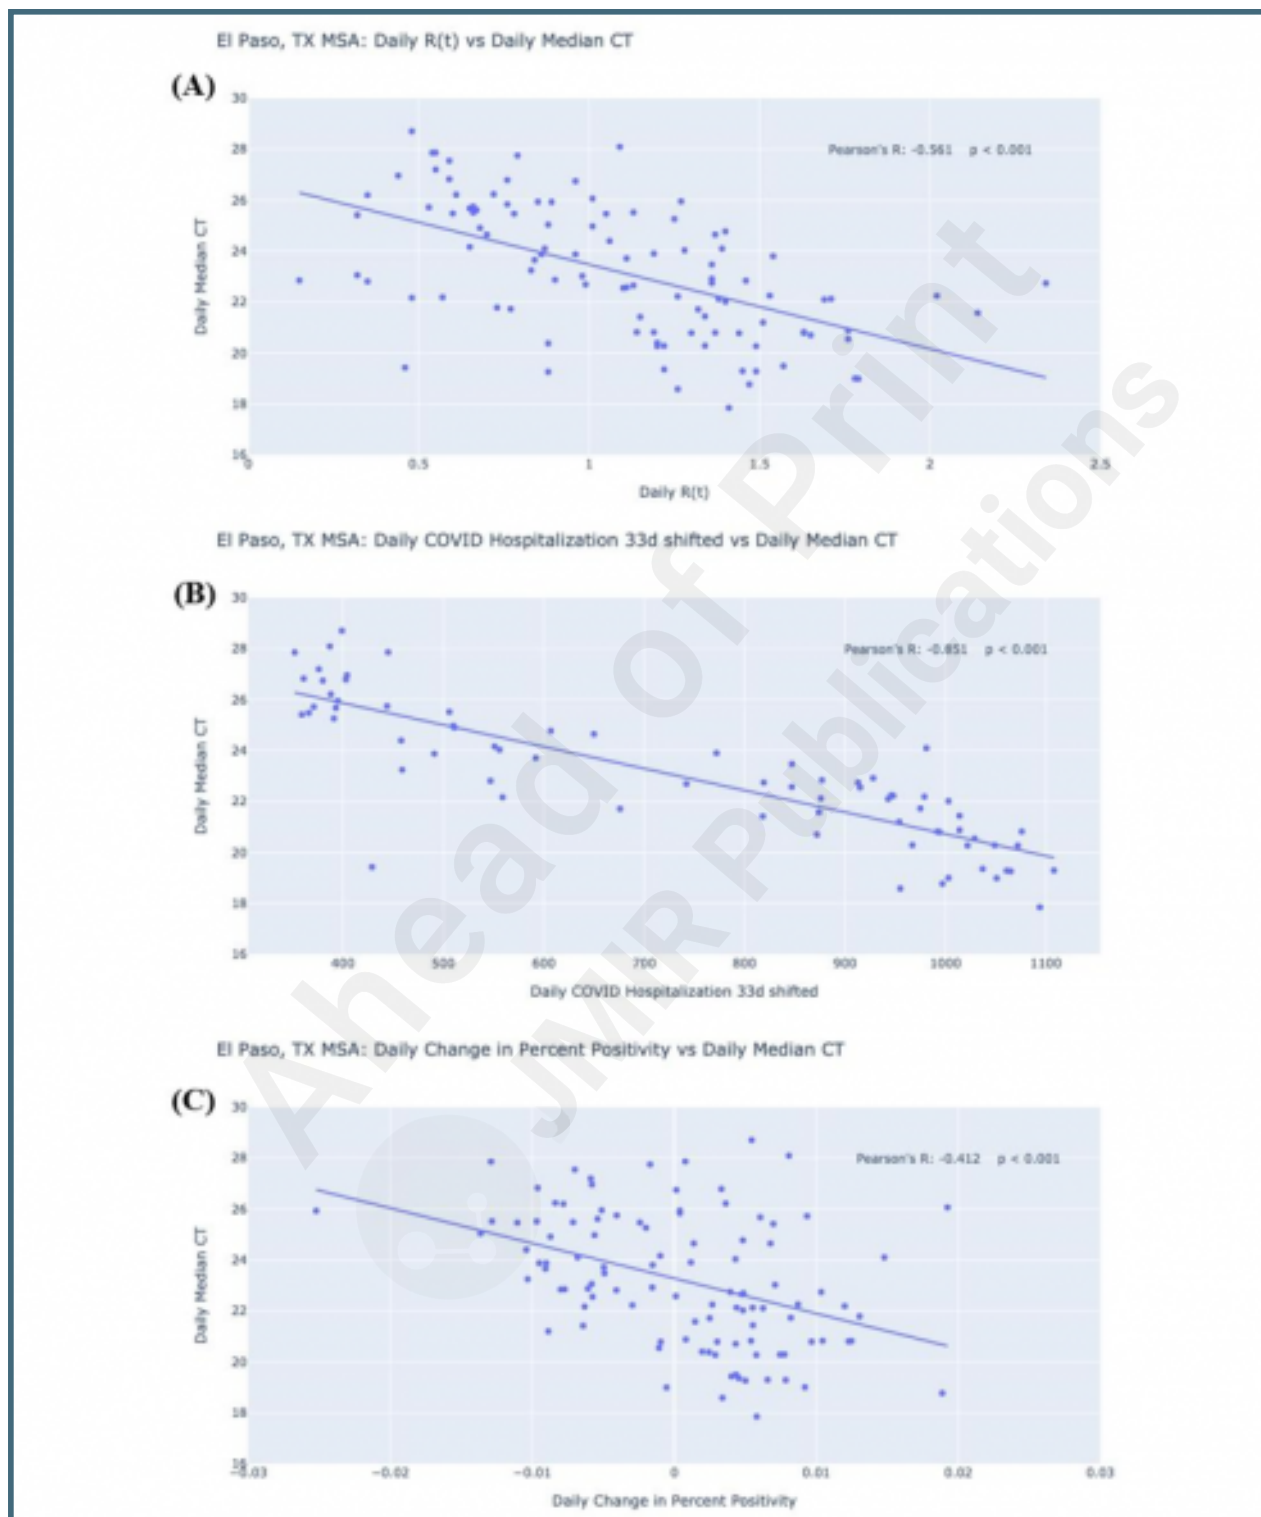 El Paso, TX MSA: Daily R(t) vs Daily Median CT
(A)
30
28
26
24
22
20
18
16
Daily Median CT
Pearson's R: -0.561 p < 0.001
0 0.5 1 1.5 2 2.5
Daily R(t)
El Paso, TX MSA: Daily COVID Hospitalization 33d shifted vs Daily Median CT
(B)
30
28
26
24
22
20
18
16
Daily Median CT
Pearson's R: -0.851 p < 0.001
400 500 600 700 800 900 1000 1100
Daily COVID Hospitalization 33d shifted
El Paso, TX MSA: Daily Change in Percent Positivity vs Daily Median CT
(C)
30
28
26
24
22
20
18
16
Daily Median CT
Pearson's R: -0.412 p < 0.001
−0.03 −0.02 −0.01 0 0.01 0.02 0.03
Daily Change in Percent Positivity
Ahead of Print
JMIR Publications